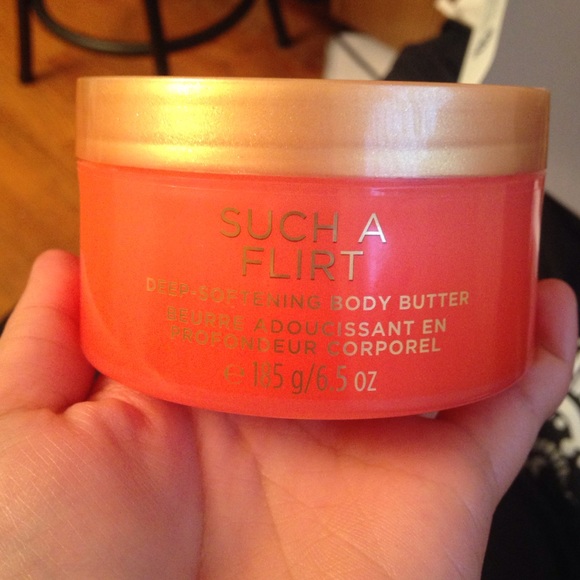 SUCH A
FLIRT
DEEP-SOFTENING BODY BUTTER
BEURRE ADOUCISSANT EN
PROFONDEUR CORPOREL
℮ 185 g/6.5 OZ